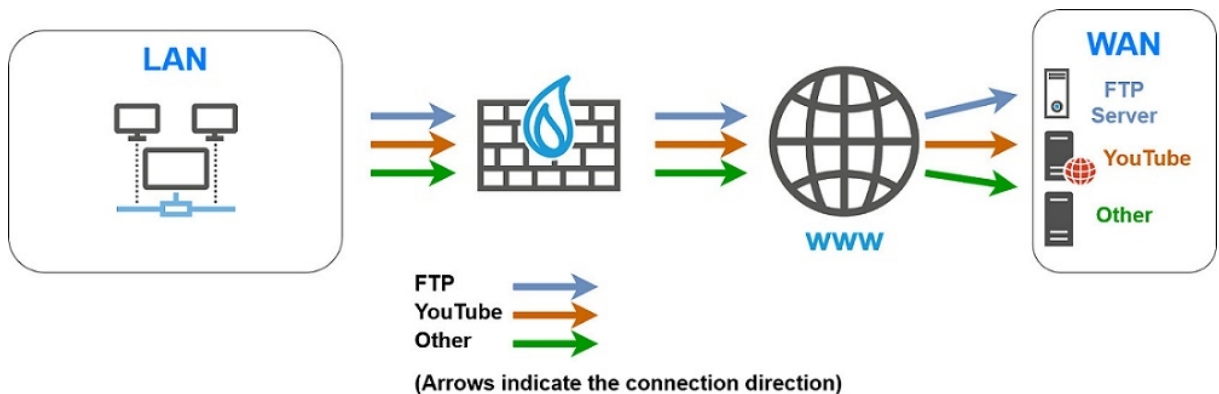 LAN
WAN
FTP
Server
YouTube
Other
www
FTP
YouTube
Other
(Arrows indicate the connection direction)